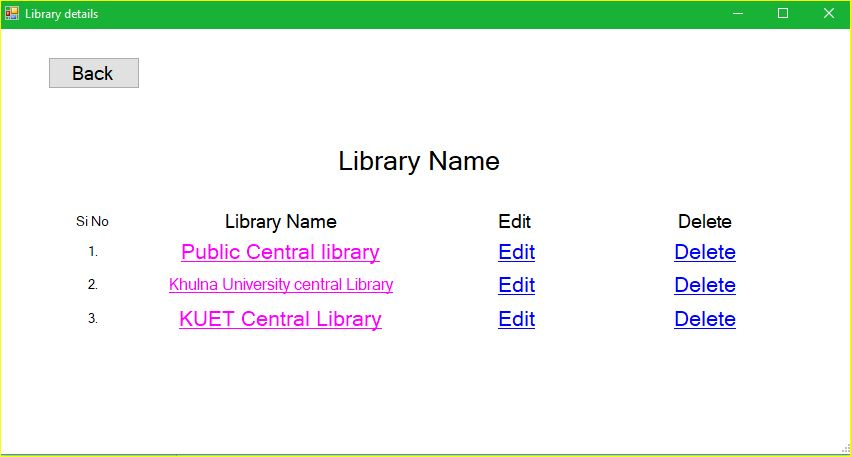 Library details
Back
Library Name
Si No Library Name Edit Delete
1. Public Central library Edit Delete
2. Khulna University central Library Edit Delete
3. KUET Central Library Edit Delete